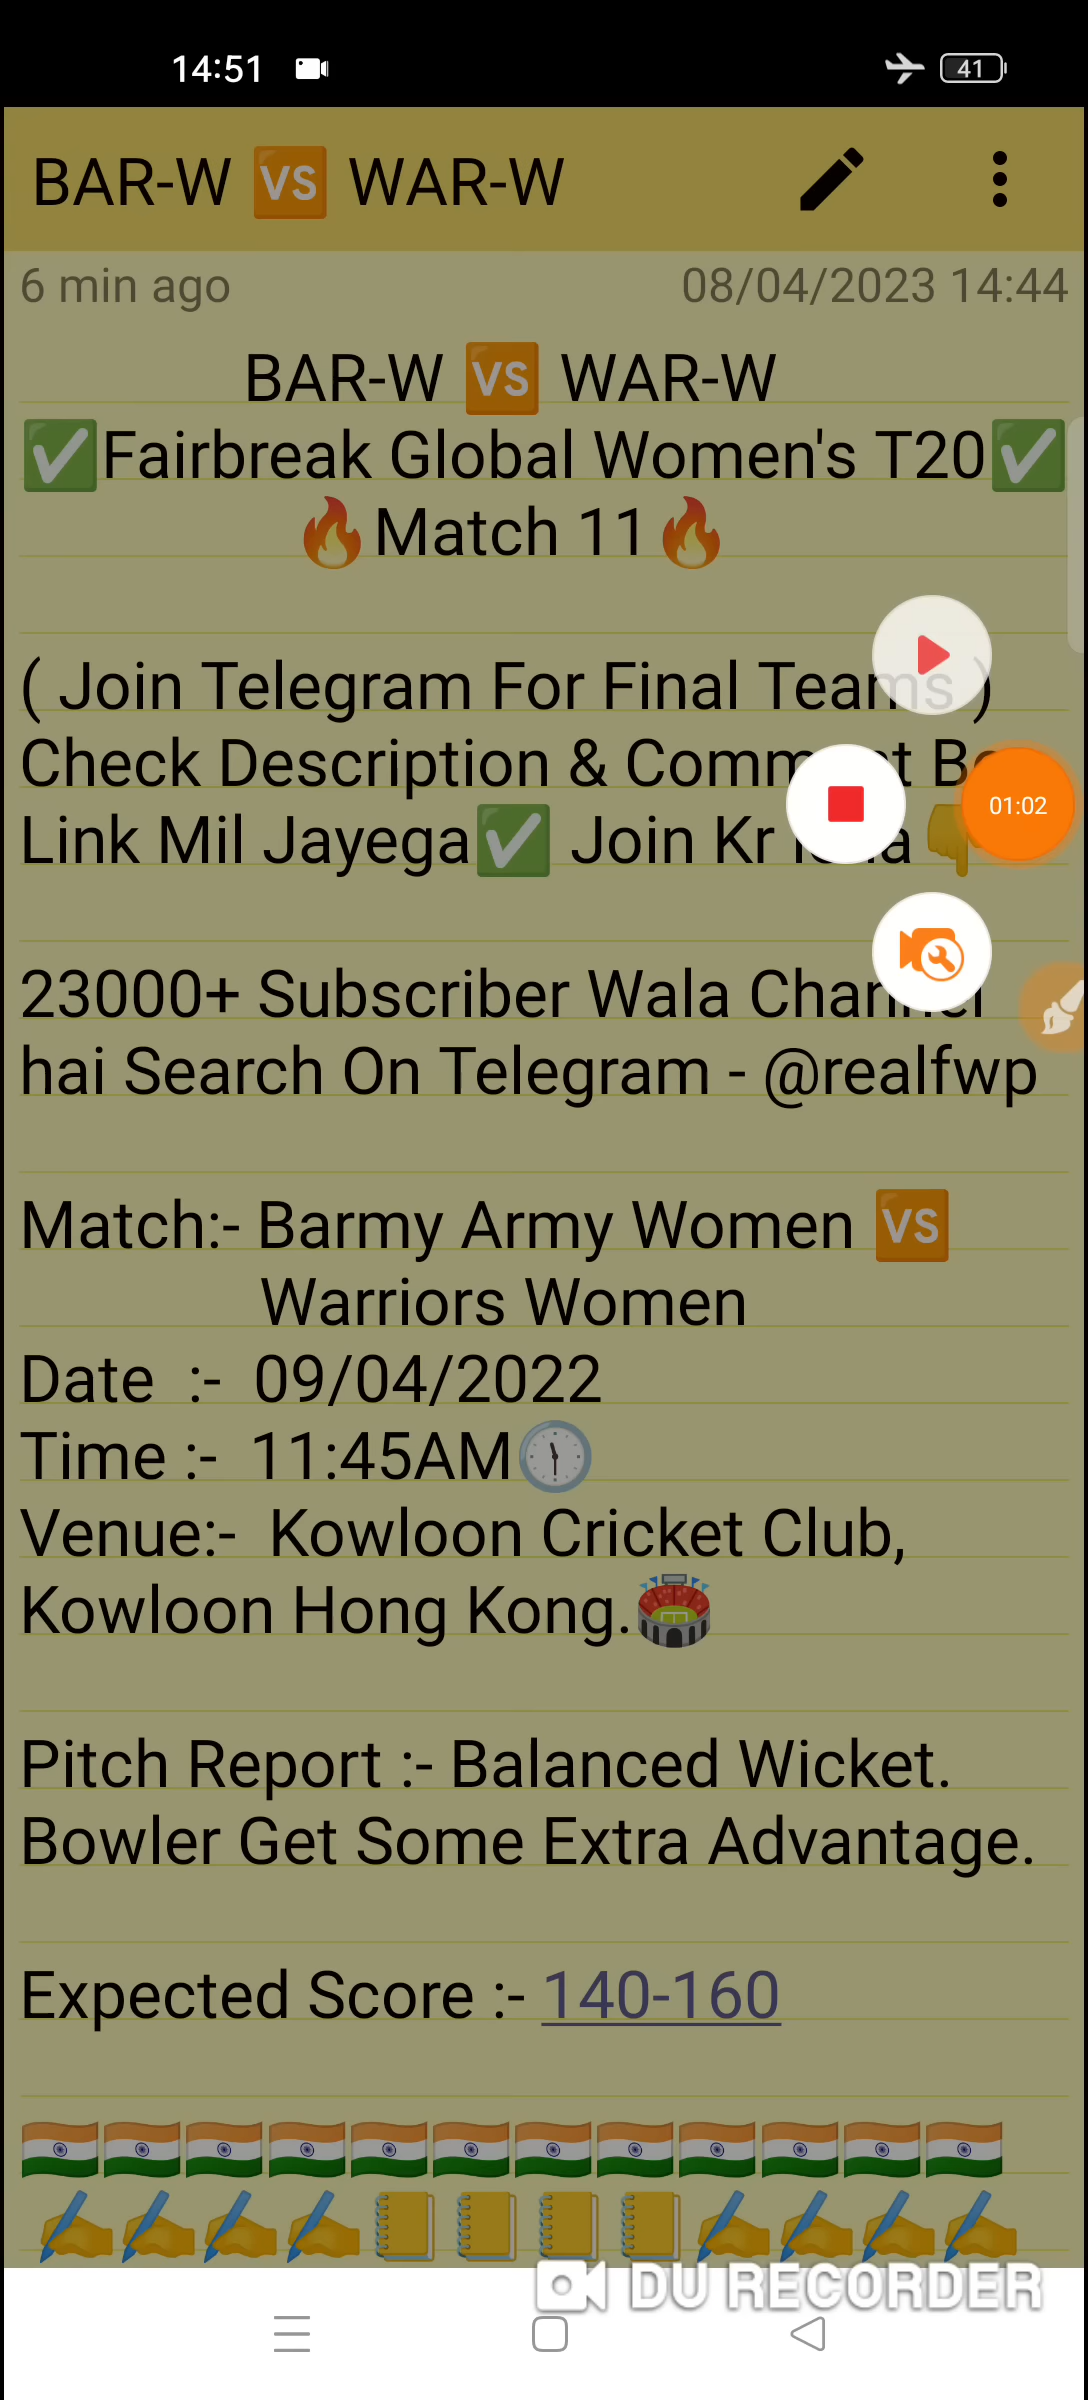 14:51
41
BAR-W VS WAR-W
6 min ago 08/04/2023 14:44
BAR-W VS WAR-W
✅Fairbreak Global Women's T20✅
🔥Match 11🔥
( Join Telegram For Final Teams )
Check Description & Comment
Link Mil Jayega✅ Join Kr 👇
01:02
23000+ Subscriber Wala Channel
hai Search On Telegram - @realfwp
Match:- Barmy Army Women VS
Warriors Women
Date :- 09/04/2022
Time :- 11:45AM🕦
Venue:- Kowloon Cricket Club,
Kowloon Hong Kong.🏟️
Pitch Report :- Balanced Wicket.
Bowler Get Some Extra Advantage.
Expected Score :- 140-160
DU RECORDER